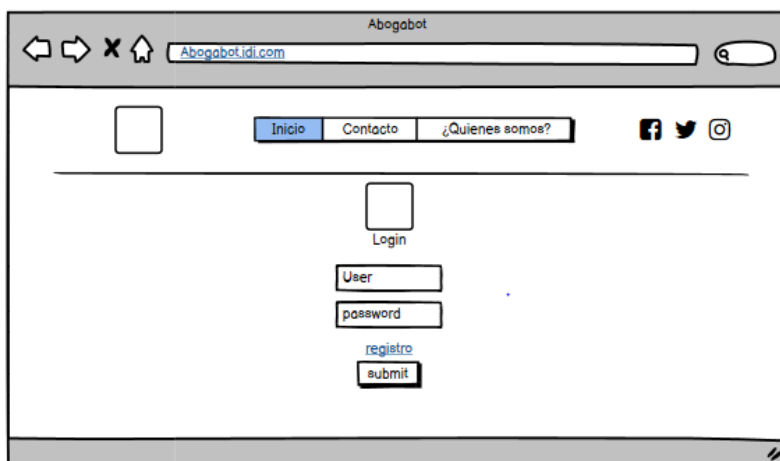 Abogabot
Abogabot.idi.com
Inicio Contacto ¿Quienes somos?
Login
User
password
registro
submit